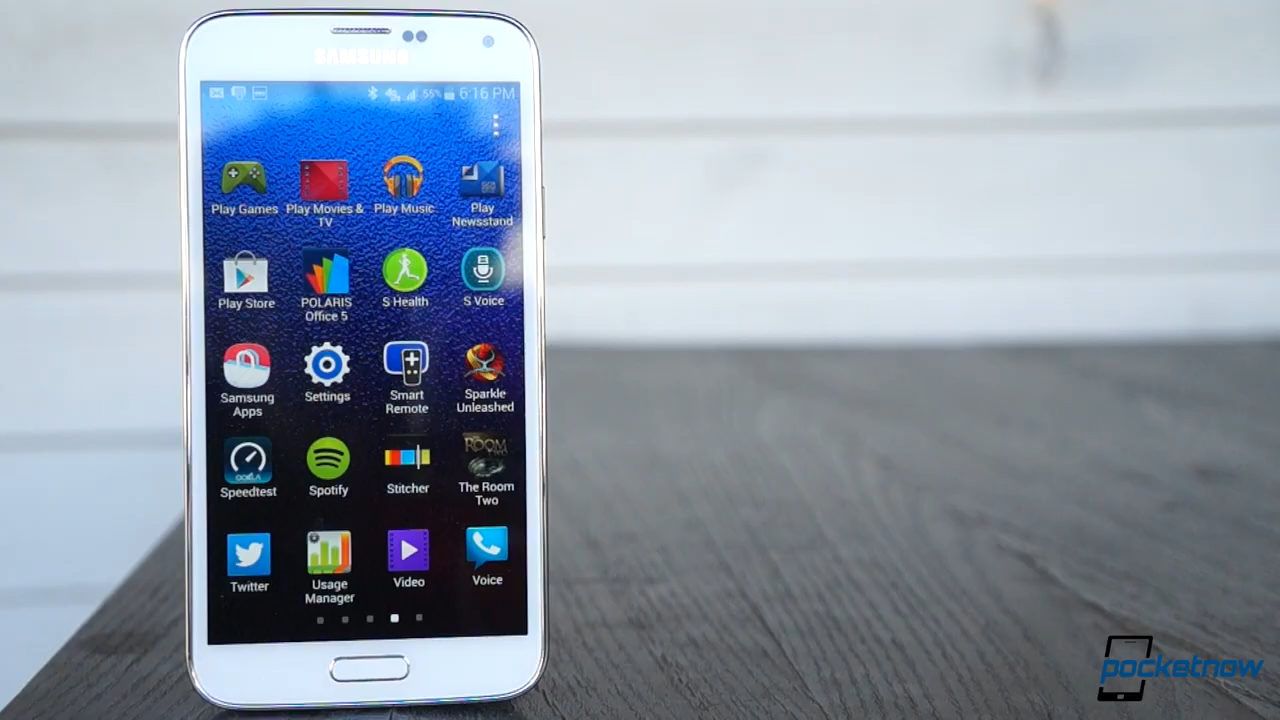 SAMSUNG
55% 6:16 PM
Play Games
Play Movies &
TV
Play Music
Play
Newsstand
Play Store
POLARIS
Office 5
S Health
S Voice
Samsung
Apps
Settings
Smart
Remote
Sparkle
Unleashed
OOKLA
Speedtest
Spotify
Stitcher
ROOM
The Room
Two
Twitter
Usage
Manager
Video
Voice
pocketnow